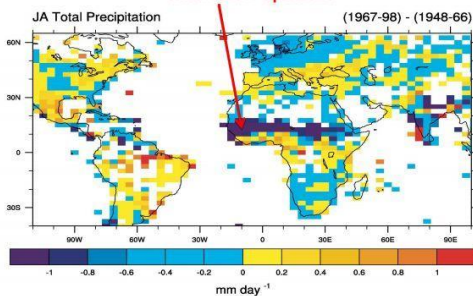 JA Total Precipitation (1967-98) - (1948-66)
60N
30N
0
30S
90W 60W 30W 0 30E 60E 90E
-1 -0.8 -0.6 -0.4 -0.2 0 0.2 0.4 0.6 0.8 1
mm day -1